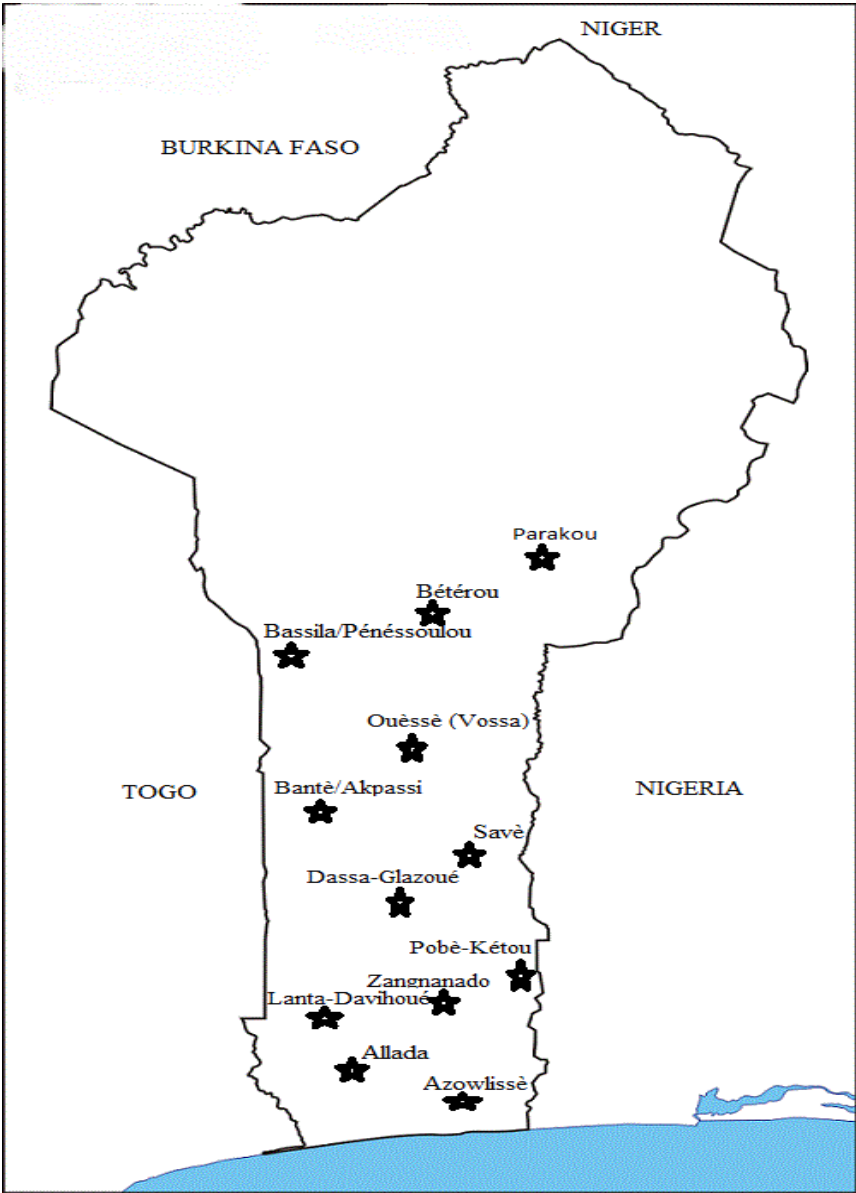 NIGER
BURKINA FASO
Parakou
Bétérou
Bassila/Pénéssoulou
Ouèssè (Vossa)
TOGO
Bantè/Akpassi
NIGERIA
Savè
Dassa-Glazoué
Pobè-Kétou
Zangnanado
Lanta-Davihoué
Allada
Azowlissè